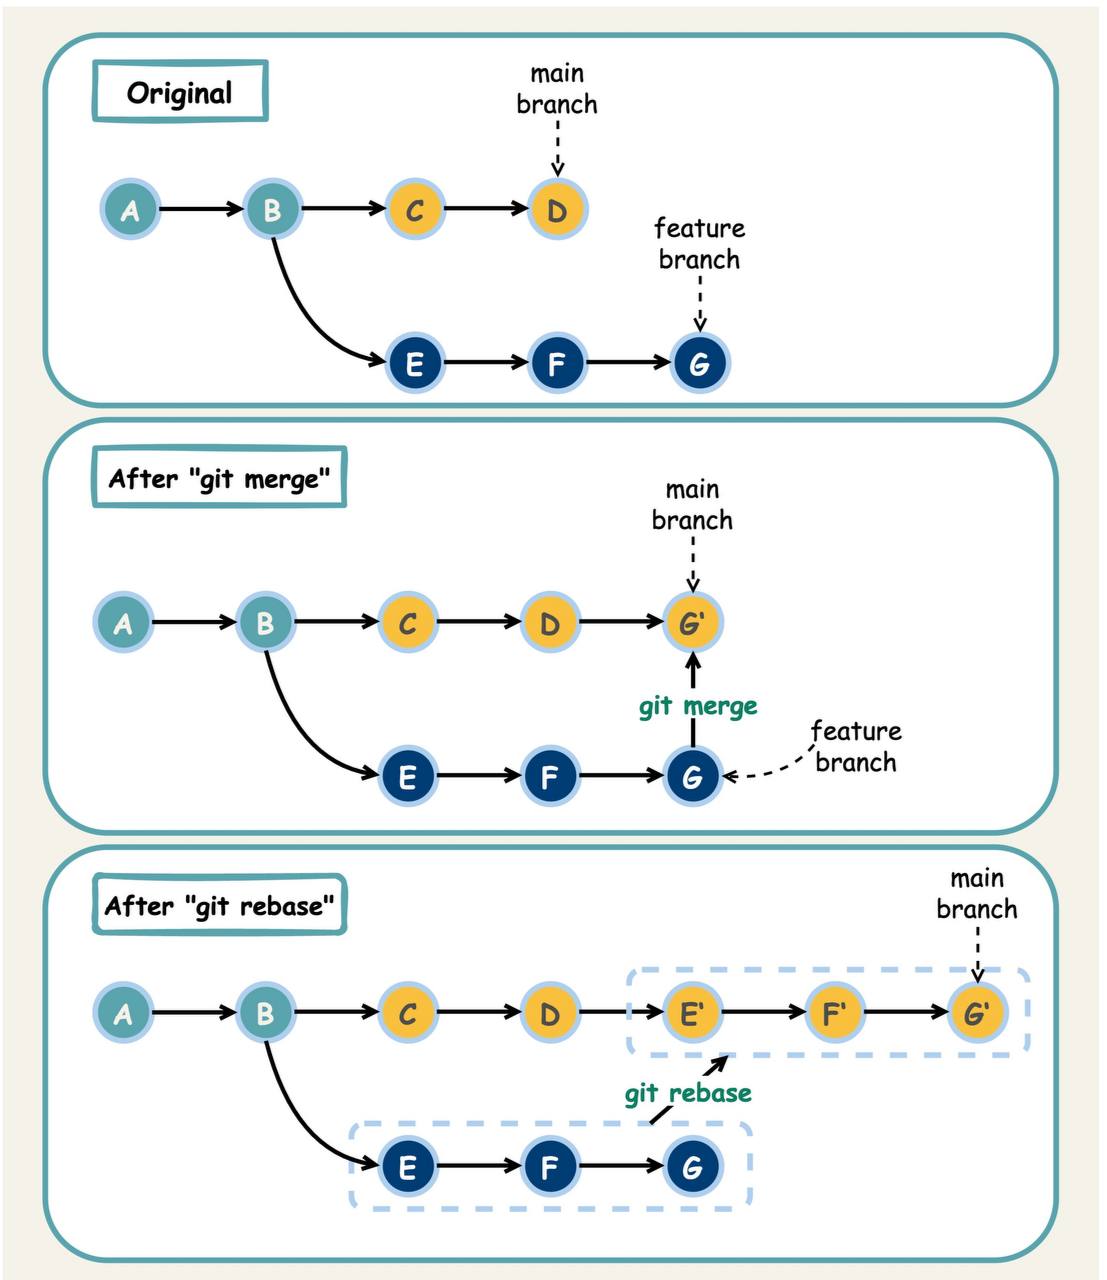 Original
main
branch
A
B
C
D
feature
branch
E
F
G
After "git merge"
main
branch
A
B
C
D
G'
git merge
feature
branch
E
F
G
After "git rebase"
main
branch
A
B
C
D
E'
F'
G'
git rebase
E
F
G